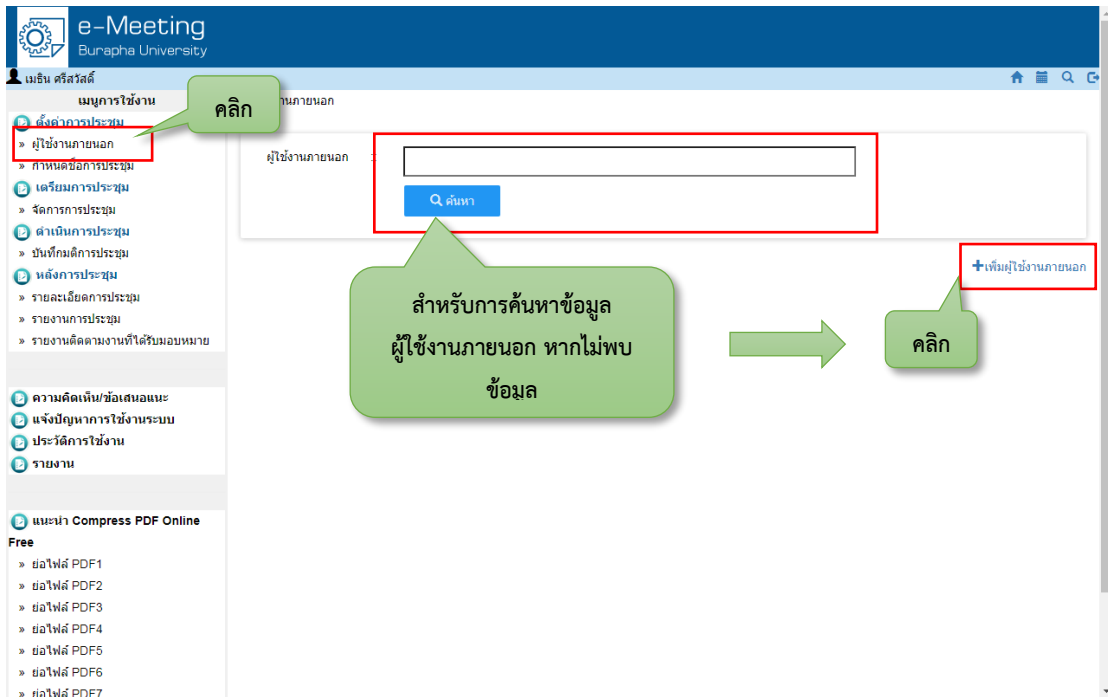 e-Meeting
Burapha University
เมธิน ศรีสวัสดิ์
เมนูการใช้งาน
คลิก
านภายนอก
ตั้งค่าการประชุม
» ผู้ใช้งานภายนอก
» กำหนดชื่อการประชุม
เตรียมการประชุม
» จัดการการประชุม
ดำเนินการประชุม
» บันทึกมติการประชุม
หลังการประชุม
» รายละเอียดการประชุม
» รายงานการประชุม
» รายงานติดตามงานที่ได้รับมอบหมาย
ความคิดเห็น/ข้อเสนอแนะ
แจ้งปัญหาการใช้งานระบบ
ประวัติการใช้งาน
รายงาน
แนะนำ Compress PDF Online
Free
» ย่อไฟล์ PDF1
» ย่อไฟล์ PDF2
» ย่อไฟล์ PDF3
» ย่อไฟล์ PDF4
» ย่อไฟล์ PDF5
» ย่อไฟล์ PDF6
» ย่อไฟล์ PDF7
ผู้ใช้งานภายนอก :
ค้นหา
+เพิ่มผู้ใช้งานภายนอก
สำหรับการค้นหาข้อมูล
ผู้ใช้งานภายนอก หากไม่พบ
ข้อมูล
คลิก